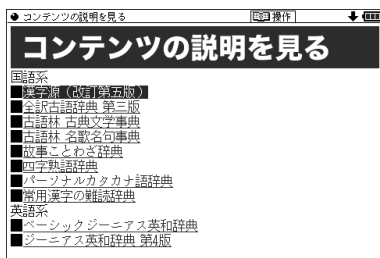 コンテンツの説明を見る 操作
コンテンツの説明を見る
国語系
■漢字源（改訂第五版）
■全訳古語辞典 第三版
■古語林 古典文学事典
■古語林 名歌名句事典
■故事ことわざ辞典
■四字熟語辞典
■パーソナルカタカナ語辞典
■常用漢字の難読辞典
英語系
■ベーシックジーニアス英和辞典
■ジーニアス英和辞典 第4版